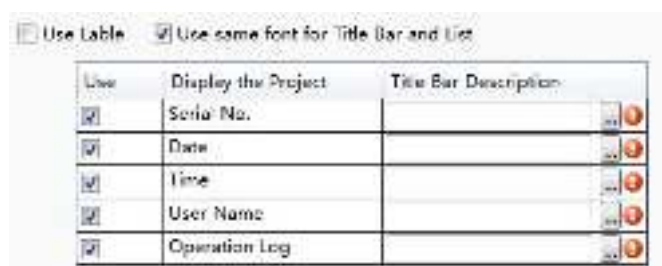 Use Lable Use same font for Title Bar and List
Use Display the Project Title Bar Description
Serial No. ...
Date ...
Time ...
User Name ...
Operation Log ...